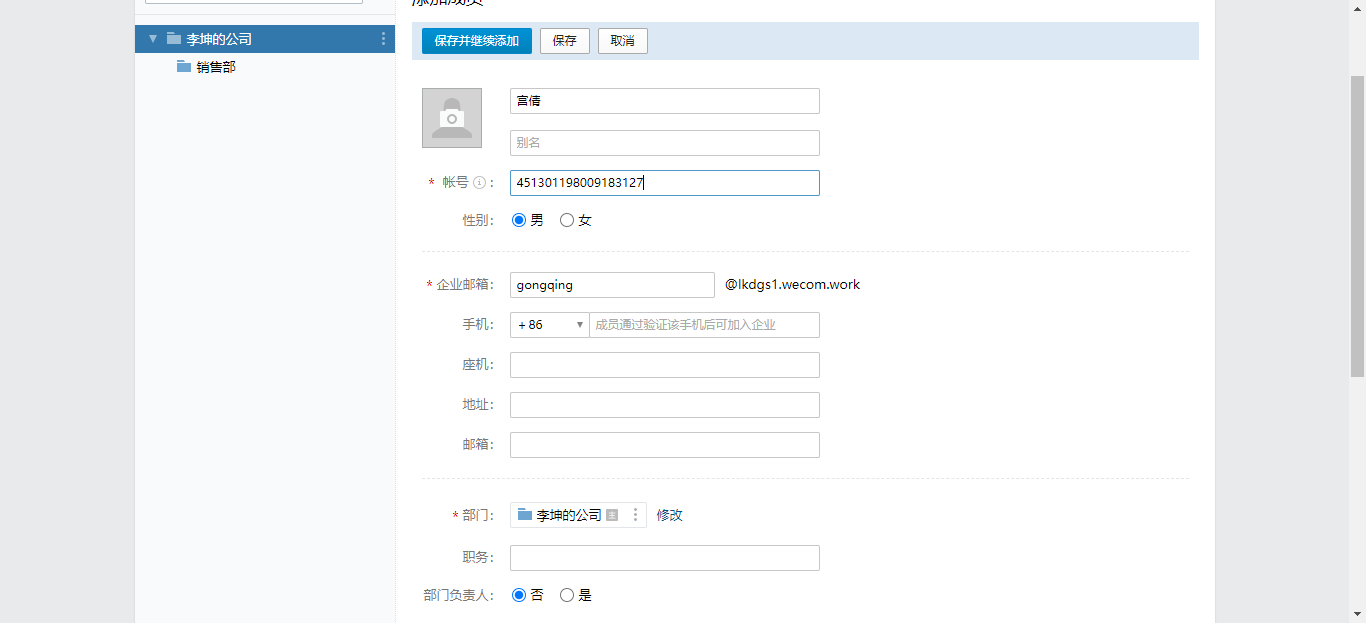 添加成员
李坤的公司
销售部
保存并继续添加 保存 取消
宫倩
别名
* 帐号 : 451301198009183127
性别: 男 女
* 企业邮箱: gongqing @lkdgs1.wecom.work
手机: +86 成员通过验证该手机后可加入企业
座机:
地址:
邮箱:
* 部门: 李坤的公司 主 修改
职务:
部门负责人: 否 是